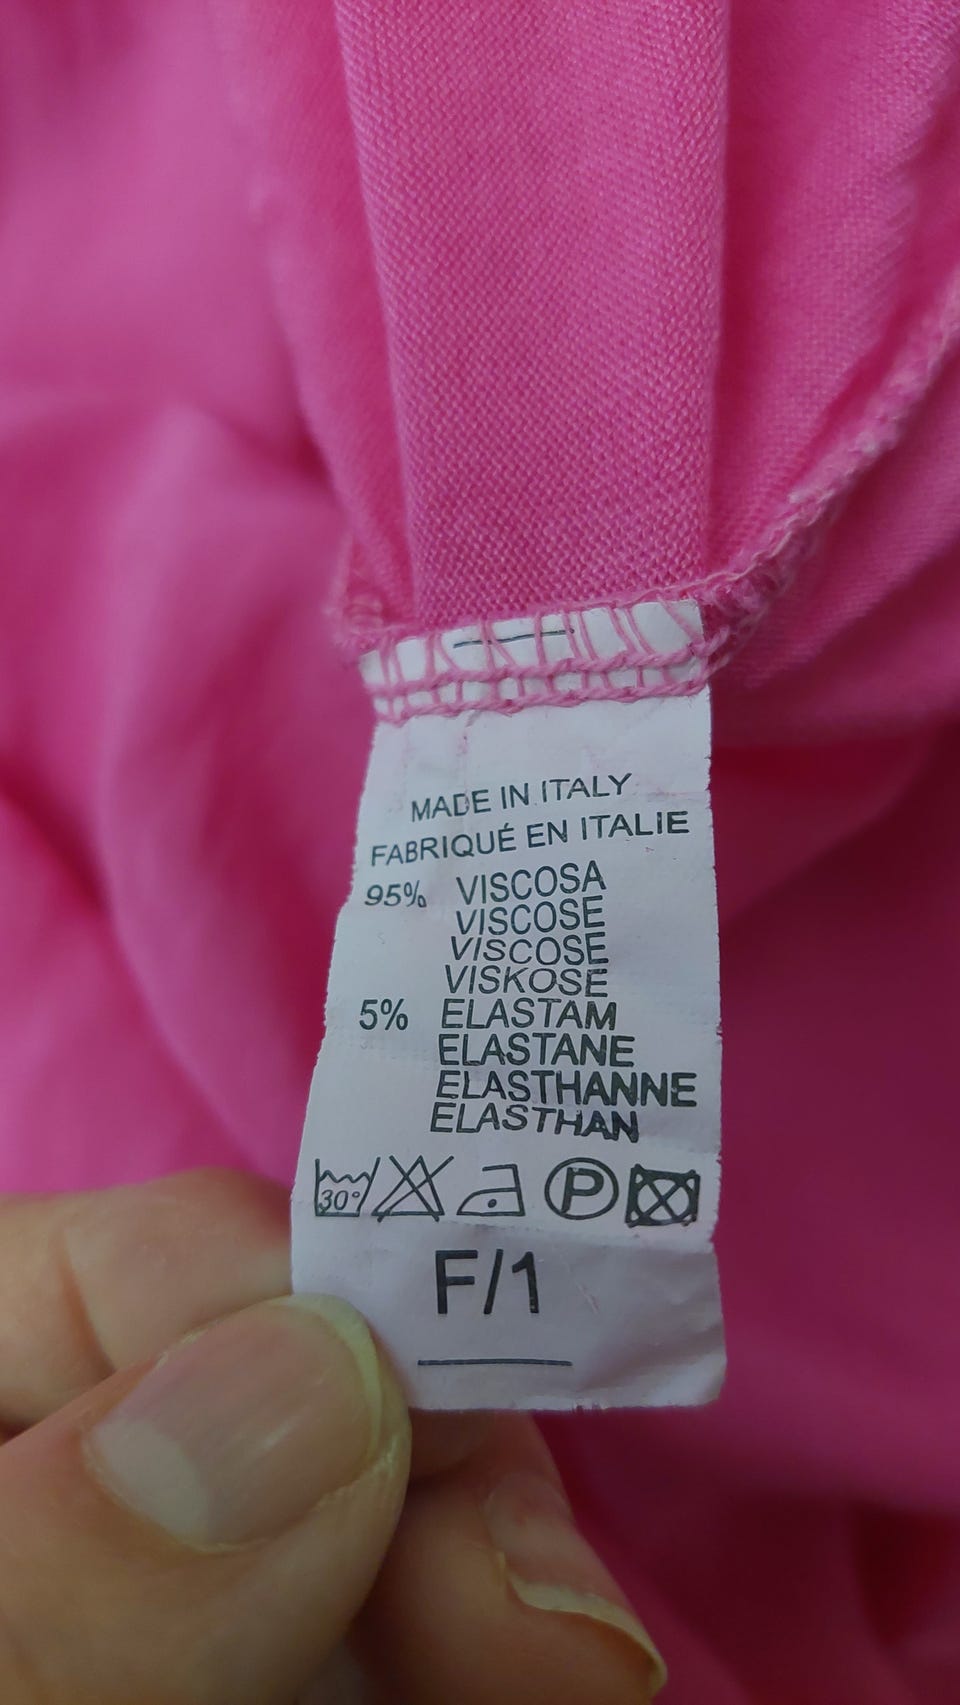 MADE IN ITALY
FABRIQUÉ EN ITALIE
95% VISCOSA
VISCOSE
VISCOSE
VISKOSE
5% ELASTAM
ELASTANE
ELASTHANNE
ELASTHAN
30° P
F/1